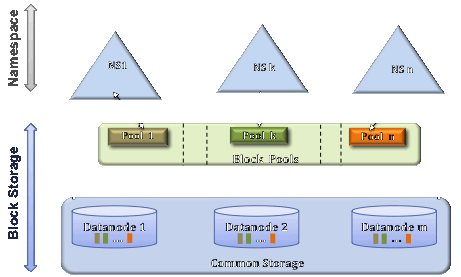 Namespace
NS1
NS k
NS n
Block Storage
Pool 1
Pool k
Pool n
Block Pools
Datanode 1
Datanode 2
Datanode m
....
....
....
Common Storage